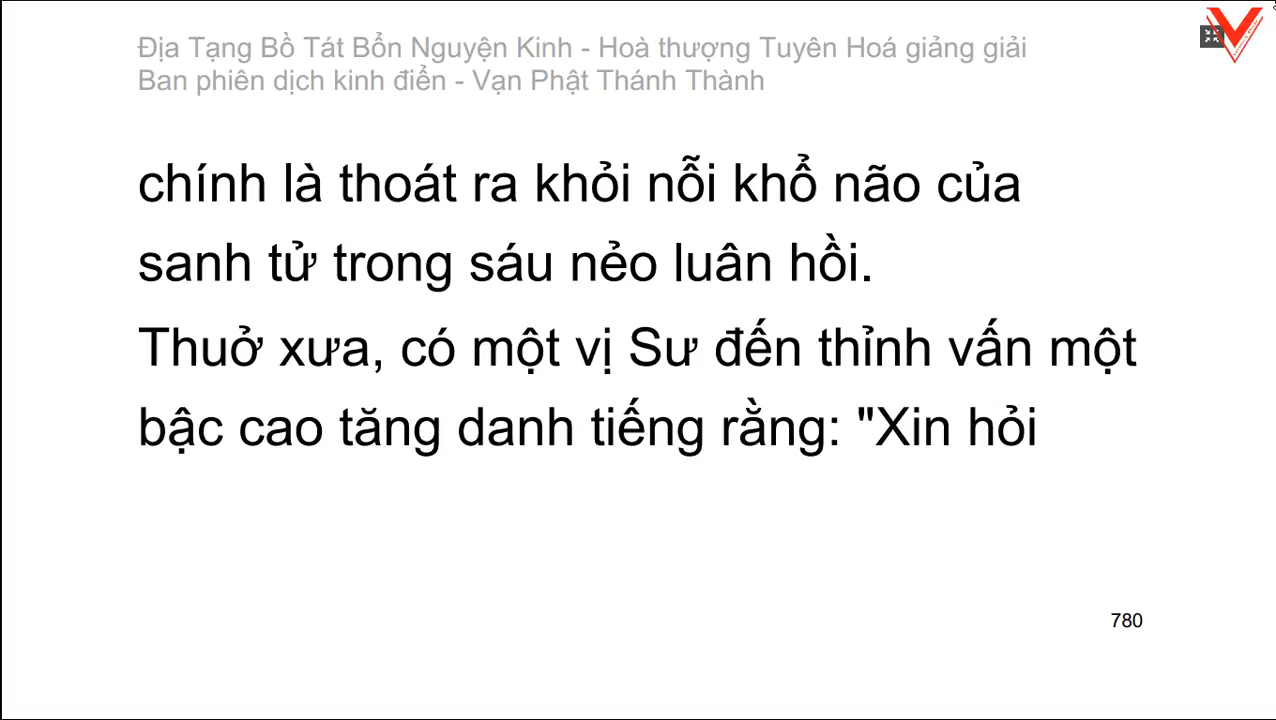 Địa Tạng Bồ Tát Bổn Nguyện Kinh - Hoà thượng Tuyên Hoá giảng giải
Ban phiên dịch kinh điển - Vạn Phật Thánh Thành
chính là thoát ra khỏi nỗi khổ não của
sanh tử trong sáu nẻo luân hồi.
Thuở xưa, có một vị Sư đến thỉnh vấn một
bậc cao tăng danh tiếng rằng: "Xin hỏi
780